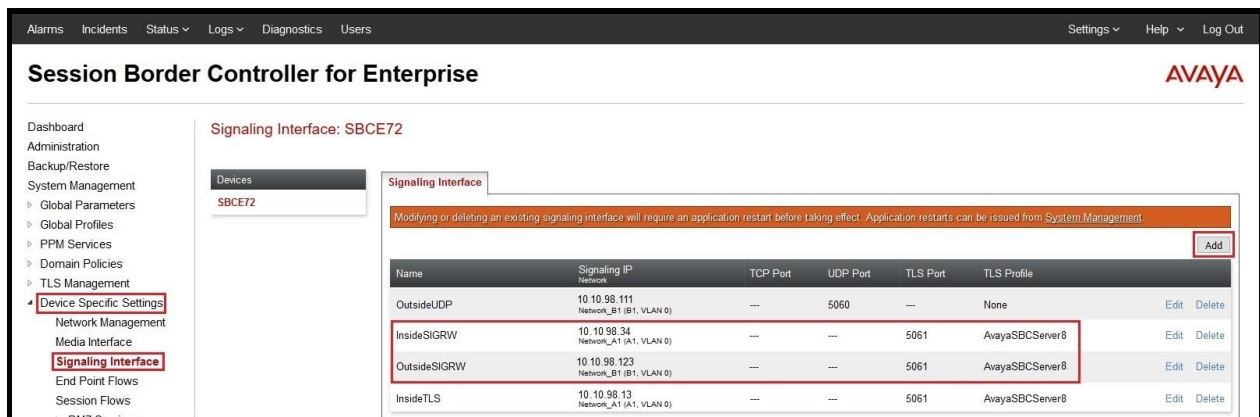 Alarms Incidents Status Logs Diagnostics Users Settings Help Log Out
Session Border Controller for Enterprise
AVAYA
Dashboard
Administration
Backup/Restore
System Management
Global Parameters
Global Profiles
PPM Services
Domain Policies
TLS Management
Device Specific Settings
Network Management
Media Interface
Signaling Interface
End Point Flows
Session Flows
Signaling Interface: SBCE72
Devices
SBCE72
Signaling Interface
Modifying or deleting an existing signaling interface will require an application restart before taking effect. Application restarts can be issued from System Management.
Add
Name Signaling IP TCP Port UDP Port TLS Port TLS Profile
Network
OutsideUDP 10.10.98.111 --- 5060 --- None Edit Delete
Network_B1 (B1, VLAN 0)
InsideSIGRW 10.10.98.34 --- --- 5061 AvayaSBCServer8 Edit Delete
Network_A1 (A1, VLAN 0)
OutsideSIGRW 10.10.98.123 --- --- 5061 AvayaSBCServer8 Edit Delete
Network_B1 (B1, VLAN 0)
InsideTLS 10.10.98.13 --- --- 5061 AvayaSBCServer8 Edit Delete
Network_A1 (A1, VLAN 0)